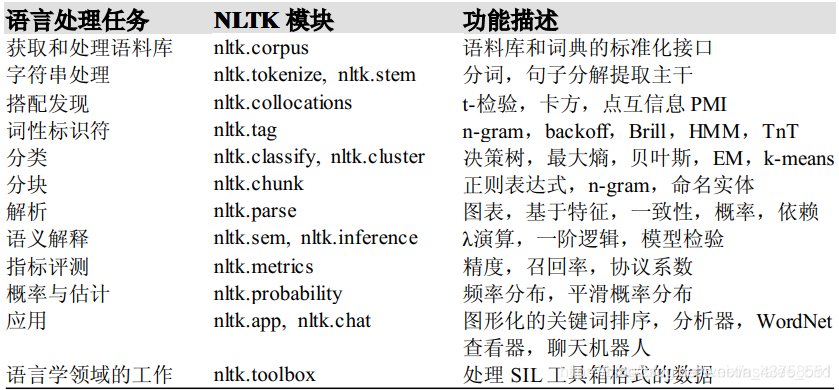 语言处理任务 NLTK 模块 功能描述
获取和处理语料库 nltk.corpus 语料库和词典的标准化接口
字符串处理 nltk.tokenize, nltk.stem 分词，句子分解提取主干
搭配发现 nltk.collocations t-检验，卡方，点互信息 PMI
词性标识符 nltk.tag n-gram，backoff，Brill，HMM，TnT
分类 nltk.classify, nltk.cluster 决策树，最大熵，贝叶斯，EM，k-means
分块 nltk.chunk 正则表达式，n-gram，命名实体
解析 nltk.parse 图表，基于特征，一致性，概率，依赖
语义解释 nltk.sem, nltk.inference λ演算，一阶逻辑，模型检验
指标评测 nltk.metrics 精度，召回率，协议系数
概率与估计 nltk.probability 频率分布，平滑概率分布
应用 nltk.app, nltk.chat 图形化的关键词排序，分析器，WordNet
查看器，聊天机器人
语言学领域的工作 nltk.toolbox 处理 SIL 工具箱格式的数据